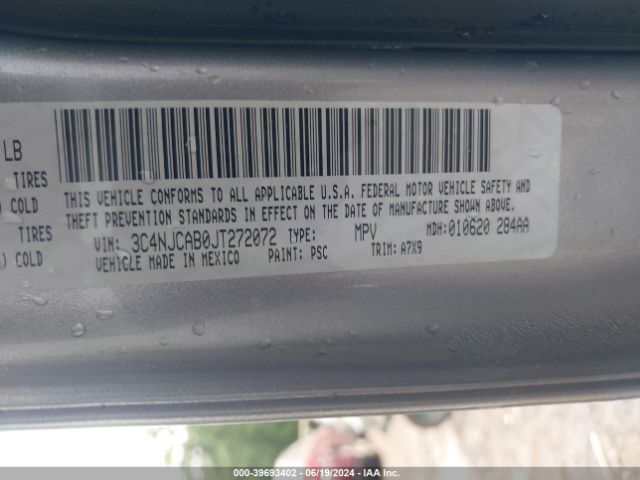 LB
TIRES
COLD
TIRES
) COLD
THIS VEHICLE CONFORMS TO ALL APPLICABLE U.S.A. FEDERAL MOTOR VEHICLE SAFETY AND
THEFT PREVENTION STANDARDS IN EFFECT ON THE DATE OF MANUFACTURE SHOWN ABOVE.
VIN: 3C4NJCAB0JT272072 TYPE: MPV MDH: 010620 284AA
VEHICLE MADE IN MEXICO PAINT: PSC TRIM: A7X9
000-39693402 - 06/19/2024 - IAA Inc.